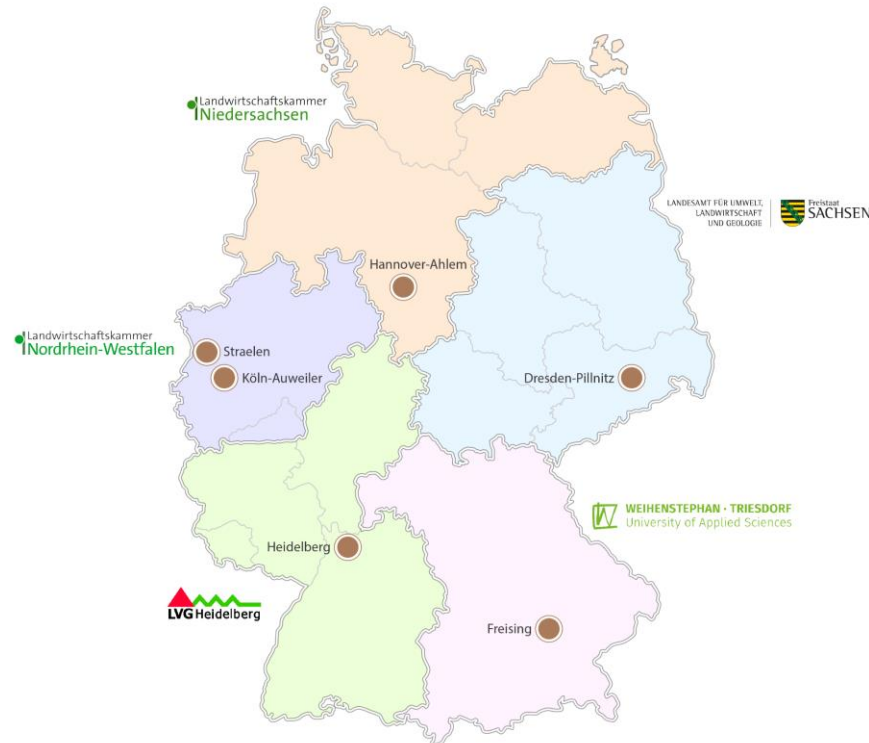 Landwirtschaftskammer
Niedersachsen
LANDESAMT FÜR UMWELT,
LANDWIRTSCHAFT
UND GEOLOGIE
Freistaat
SACHSEN
Hannover-Ahlem
Landwirtschaftskammer
Nordrhein-Westfalen
Straelen
Köln-Auweiler
Dresden-Pillnitz
WEIHENSTEPHAN · TRIESDORF
University of Applied Sciences
Heidelberg
LVG Heidelberg
Freising